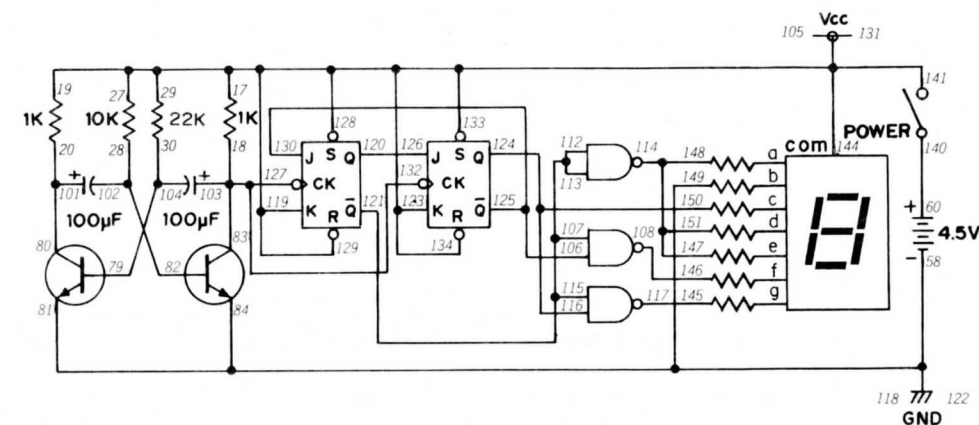 Vcc
105 131
19 27 29 17 141
1K 10K 22K 1K
128 133 112 POWER
20 28 30 18 130 J S Q 120 126 J S Q 124 114 148 a com 144 140
+ + 127 CK 132 CK 113 149 b
101 102 104 103 150 c + 60
100µF 100µF 119 K R Q̅ 121 123 K R Q̅ 125 107 108 151 d 4.5V
129 134 106 147 e - 58
80 79 82 83 146 f
115 117 145 g
116
81 84
118 122
GND